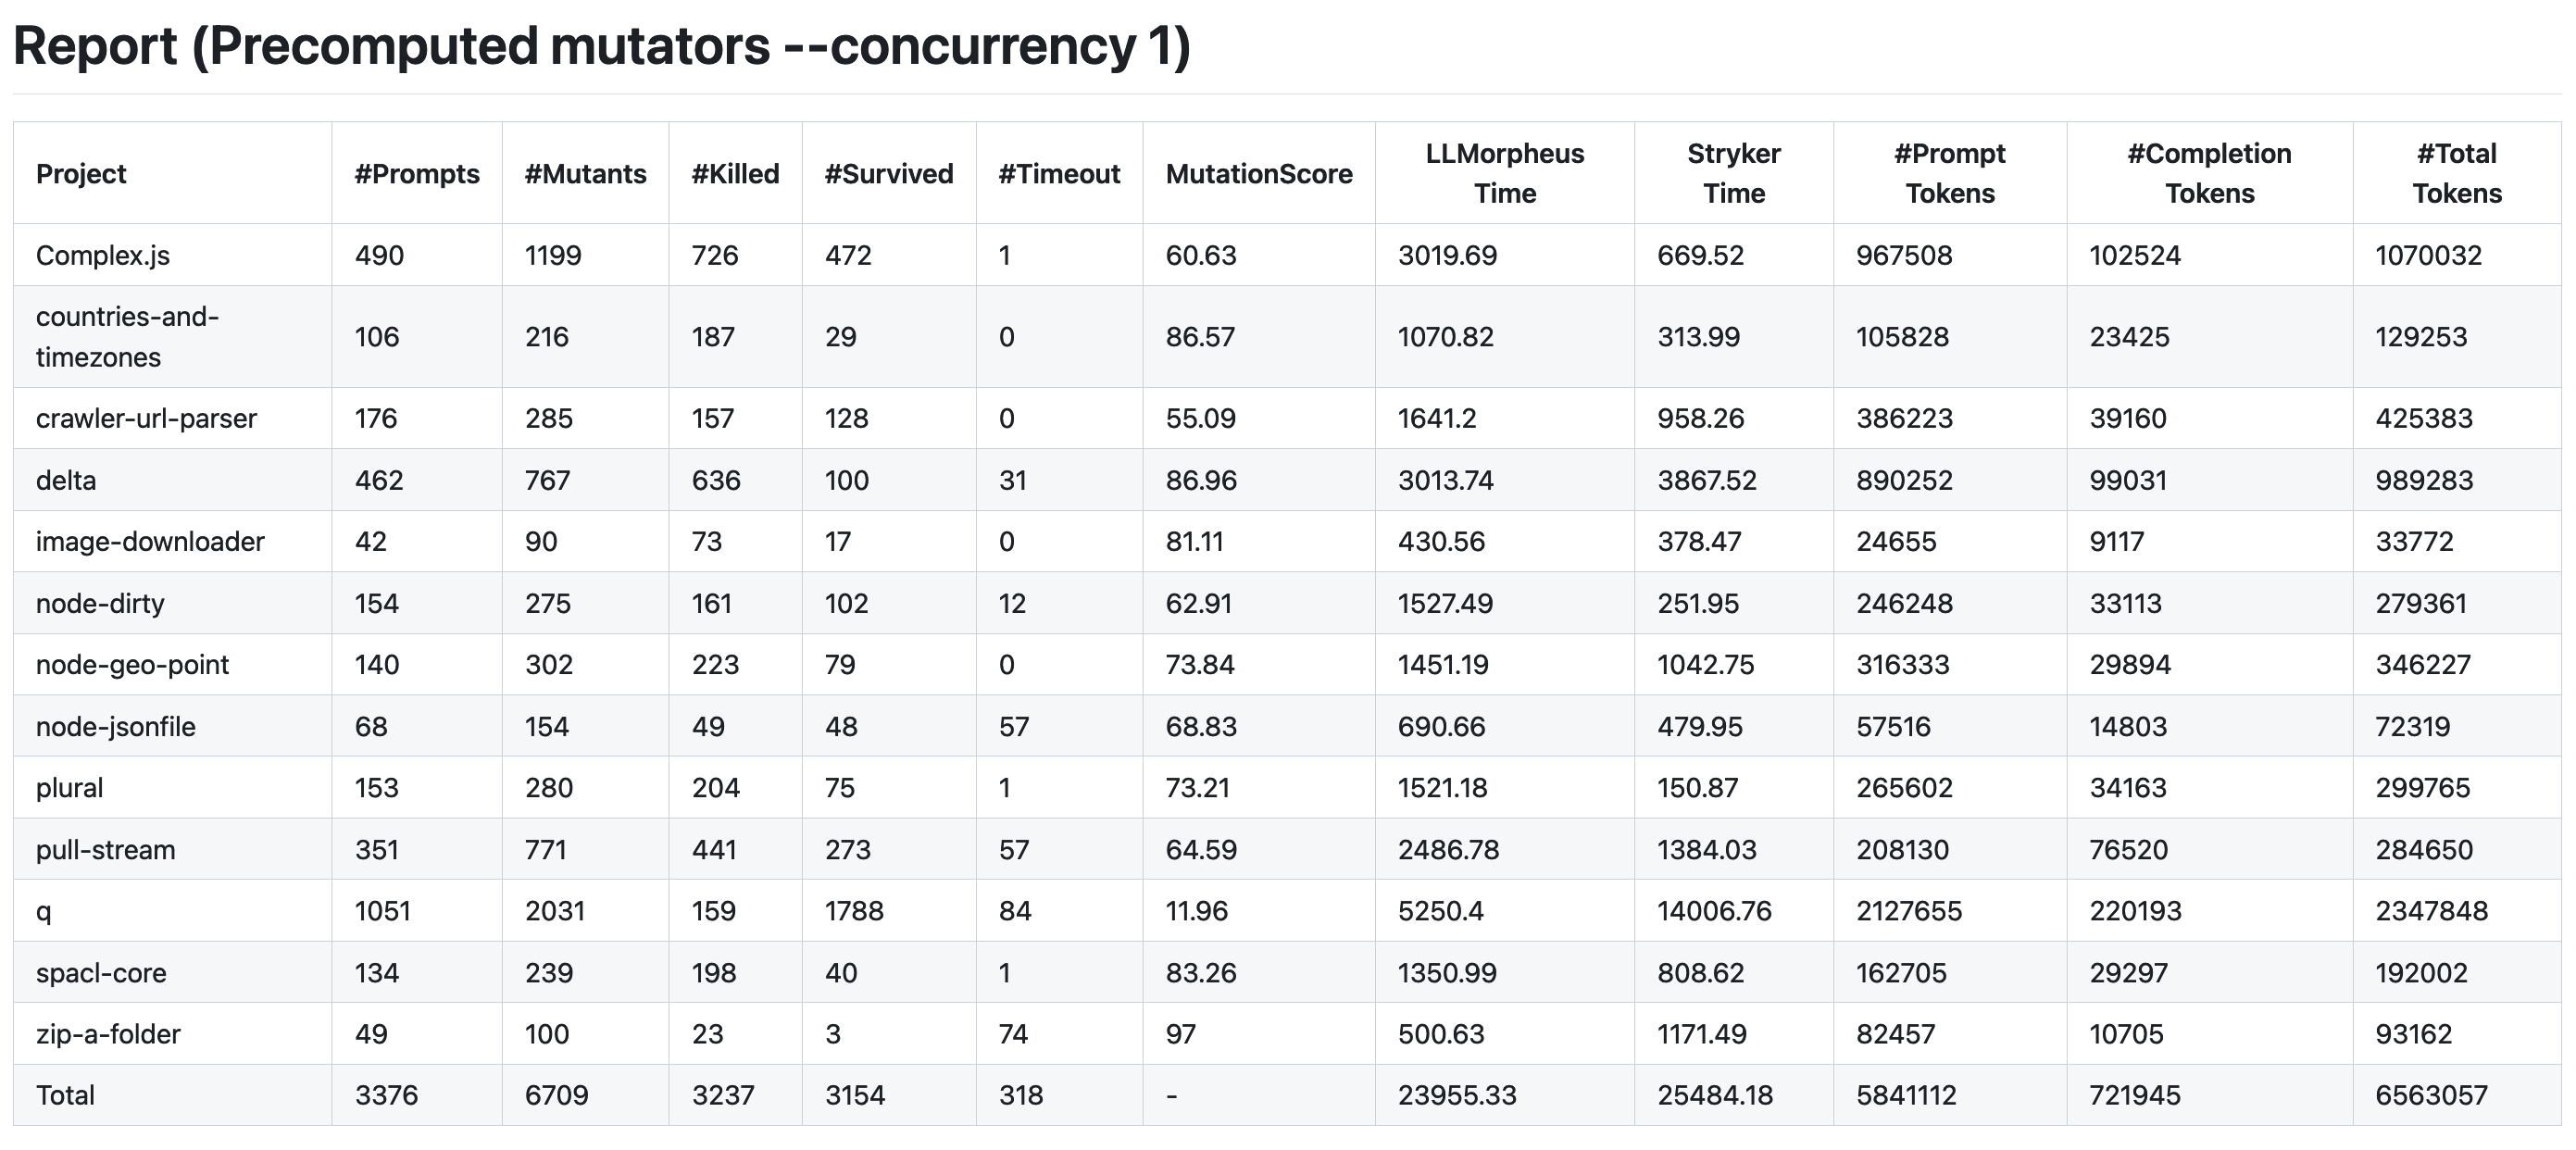 Report (Precomputed mutators --concurrency 1)
Project #Prompts #Mutants #Killed #Survived #Timeout MutationScore LLMorpheus Time Stryker Time #Prompt Tokens #Completion Tokens #Total Tokens
Complex.js 490 1199 726 472 1 60.63 3019.69 669.52 967508 102524 1070032
countries-and-timezones 106 216 187 29 0 86.57 1070.82 313.99 105828 23425 129253
crawler-url-parser 176 285 157 128 0 55.09 1641.2 958.26 386223 39160 425383
delta 462 767 636 100 31 86.96 3013.74 3867.52 890252 99031 989283
image-downloader 42 90 73 17 0 81.11 430.56 378.47 24655 9117 33772
node-dirty 154 275 161 102 12 62.91 1527.49 251.95 246248 33113 279361
node-geo-point 140 302 223 79 0 73.84 1451.19 1042.75 316333 29894 346227
node-jsonfile 68 154 49 48 57 68.83 690.66 479.95 57516 14803 72319
plural 153 280 204 75 1 73.21 1521.18 150.87 265602 34163 299765
pull-stream 351 771 441 273 57 64.59 2486.78 1384.03 208130 76520 284650
q 1051 2031 159 1788 84 11.96 5250.4 14006.76 2127655 220193 2347848
spacl-core 134 239 198 40 1 83.26 1350.99 808.62 162705 29297 192002
zip-a-folder 49 100 23 3 74 97 500.63 1171.49 82457 10705 93162
Total 3376 6709 3237 3154 318 - 23955.33 25484.18 5841112 721945 6563057